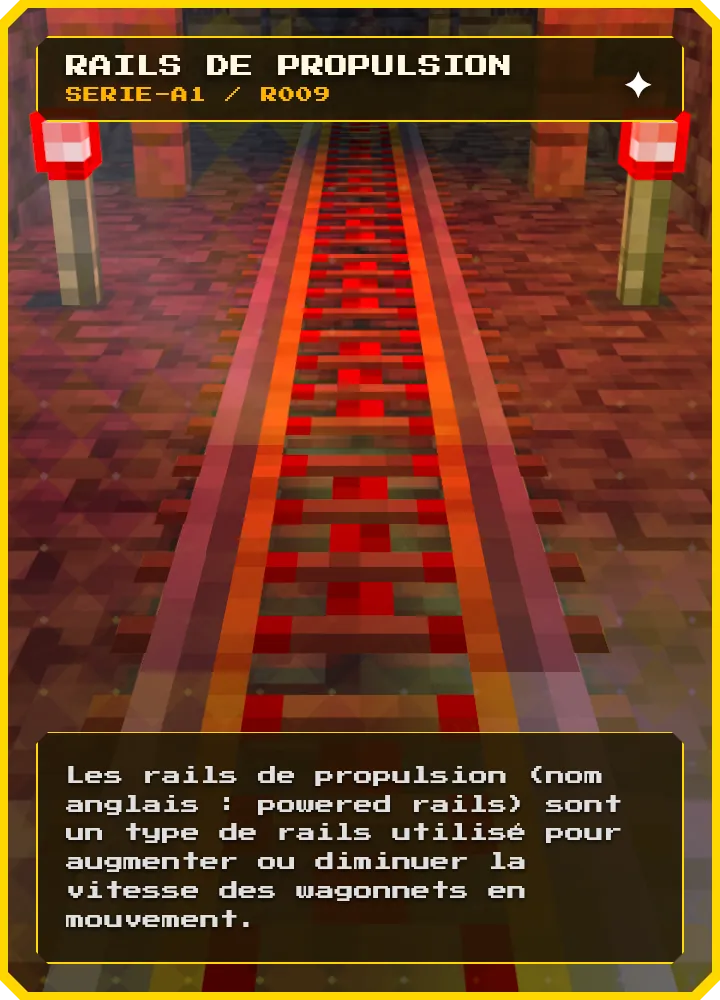 RAILS DE PROPULSION
SERIE-A1 / R009
Les rails de propulsion (nom
anglais : powered rails) sont
un type de rails utilisé pour
augmenter ou diminuer la
vitesse des wagonnets en
mouvement.